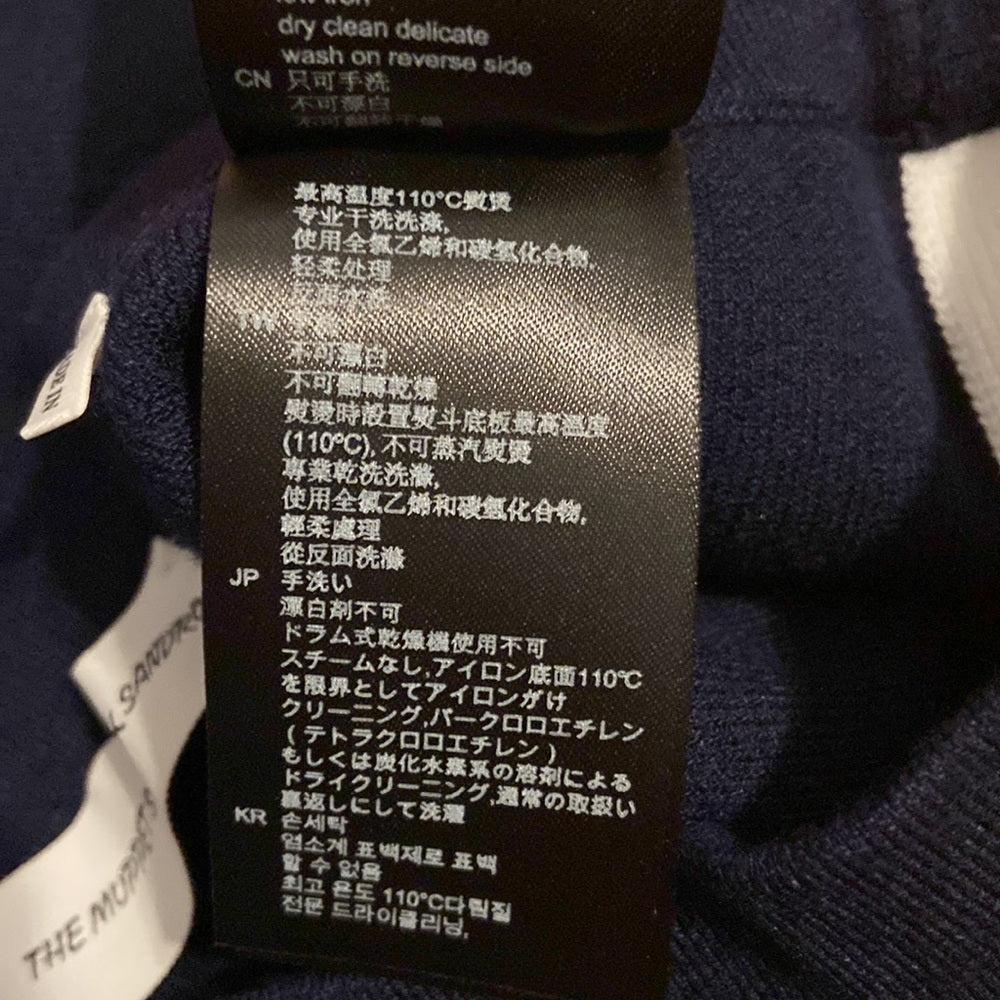 dry clean delicate
wash on reverse side
CN 只可手洗
不可漂白
最高温度110°C熨烫
专业干洗洗涤,
使用全氯乙烯和碳氢化合物,
轻柔处理
TW 手洗
不可漂白
不可翻轉乾燥
熨燙時設置熨斗底板最高溫度
(110°C), 不可蒸汽熨燙
專業乾洗洗滌,
使用全氯乙烯和碳氫化合物,
輕柔處理
從反面洗滌
JP 手洗い
漂白剤不可
ドラム式乾燥機使用不可
スチームなし,アイロン底面110°C
を限界としてアイロンがけ
クリーニング,パークロロエチレン
(テトラクロロエチレン)
もしくは炭化水素系の溶剤による
ドライクリーニング,通常の取扱い
裏返しにして洗濯
KR 손세탁
염소계 표백제로 표백
할 수 없음
최고 온도 110°C다림질
전문 드라이클리닝,
MADE IN
L SANDRO
THE MUDRE'S